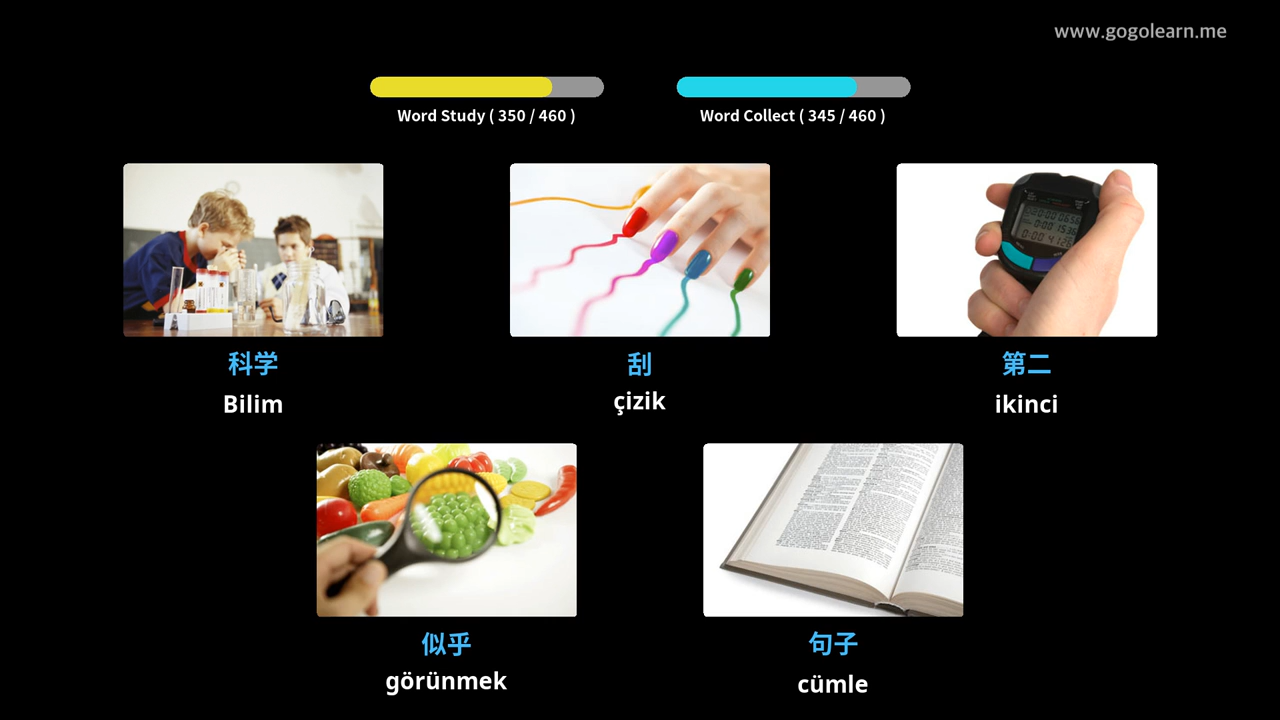 www.gogolearn.me
Word Study ( 350 / 460 )
Word Collect ( 345 / 460 )
科学
Bilim
刮
çizik
第二
ikinci
似乎
görünmek
句子
cümle